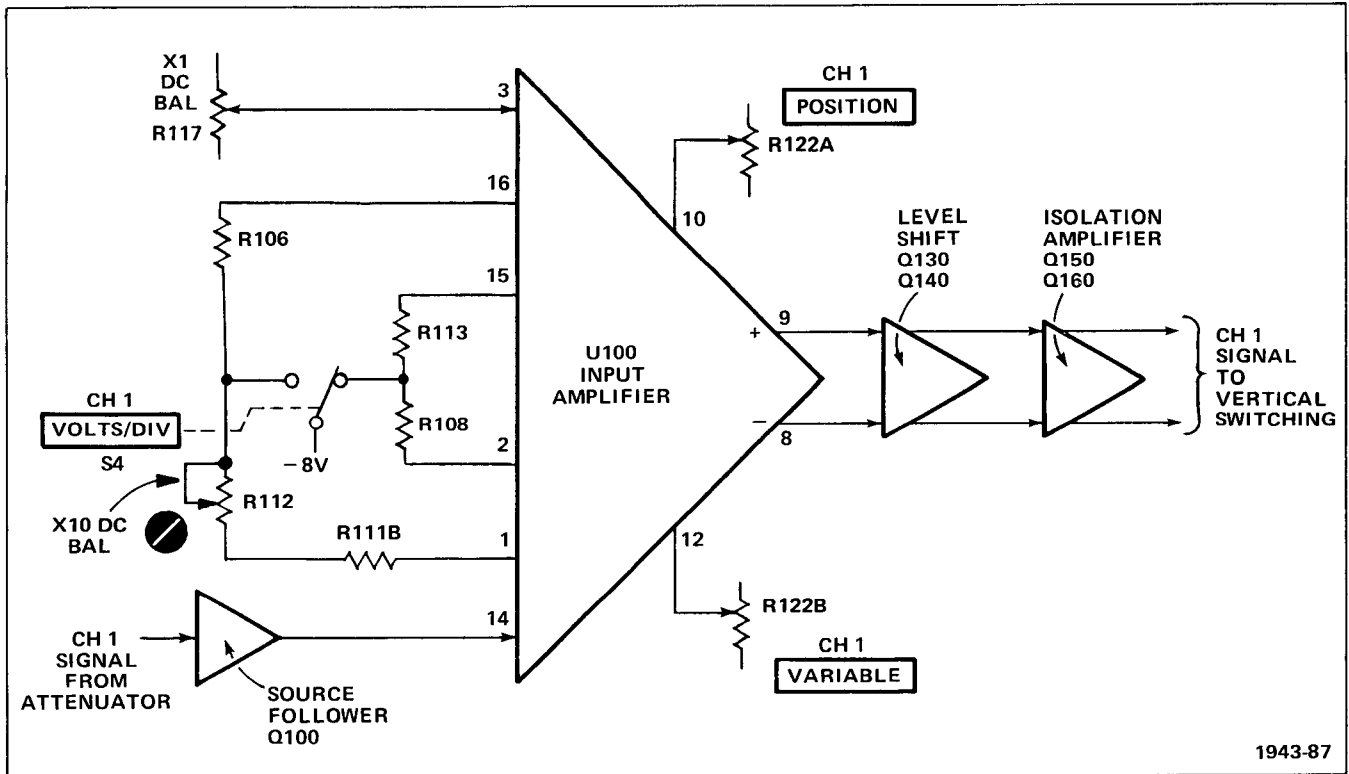 X1
DC
BAL
R117
3
16
R106
15
R113
R108
2
CH 1
VOLTS/DIV
S4
-8V
X10 DC
BAL
R112
R111B
1
14
CH 1
SIGNAL
FROM
ATTENUATOR
SOURCE
FOLLOWER
Q100
U100
INPUT
AMPLIFIER
CH 1
POSITION
R122A
10
+
9
-
8
12
R122B
CH 1
VARIABLE
LEVEL
SHIFT
Q130
Q140
ISOLATION
AMPLIFIER
Q150
Q160
CH 1
SIGNAL
TO
VERTICAL
SWITCHING
1943-87